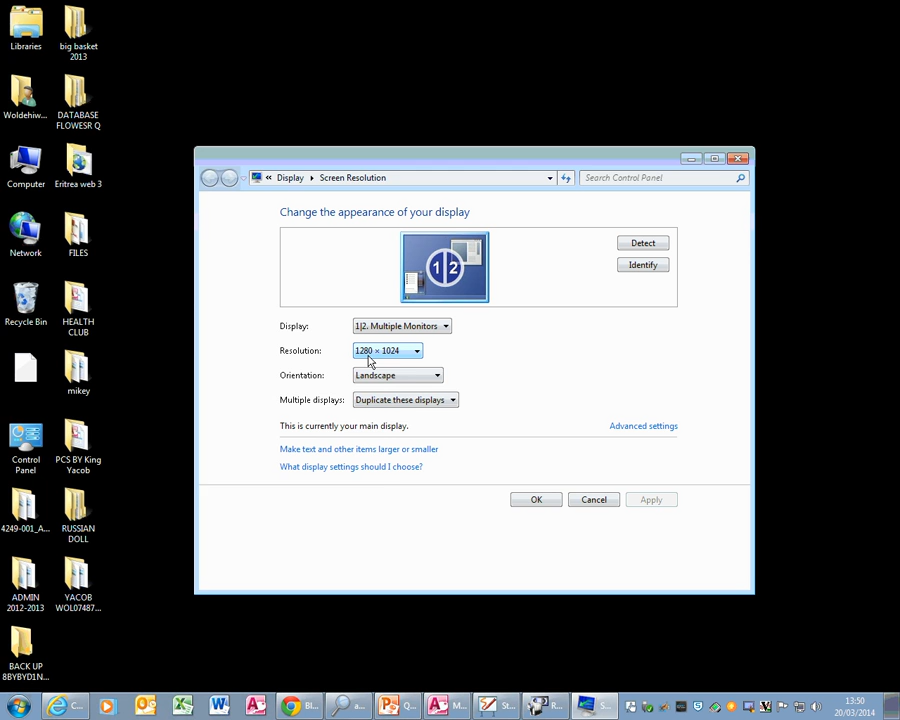 Libraries
big basket
2013
Woldehiw...
DATABASE
FLOWESR Q
Computer
Eritrea web 3
Network
FILES
Recycle Bin
HEALTH
CLUB
mikey
Control
Panel
PCS BY King
Yacob
4249-001_A...
RUSSIAN
DOLL
ADMIN
2012-2013
YACOB
WOL07487...
BACK UP
8BYBYD1N...
« Display ▸ Screen Resolution
Search Control Panel
Change the appearance of your display
1|2
Detect
Identify
Display: 1|2. Multiple Monitors
Resolution: 1280 × 1024
Orientation: Landscape
Multiple displays: Duplicate these displays
This is currently your main display.
Advanced settings
Make text and other items larger or smaller
What display settings should I choose?
OK
Cancel
Apply
C...
Bl...
a...
Q...
M...
St...
R...
S...
13:50
20/03/2014